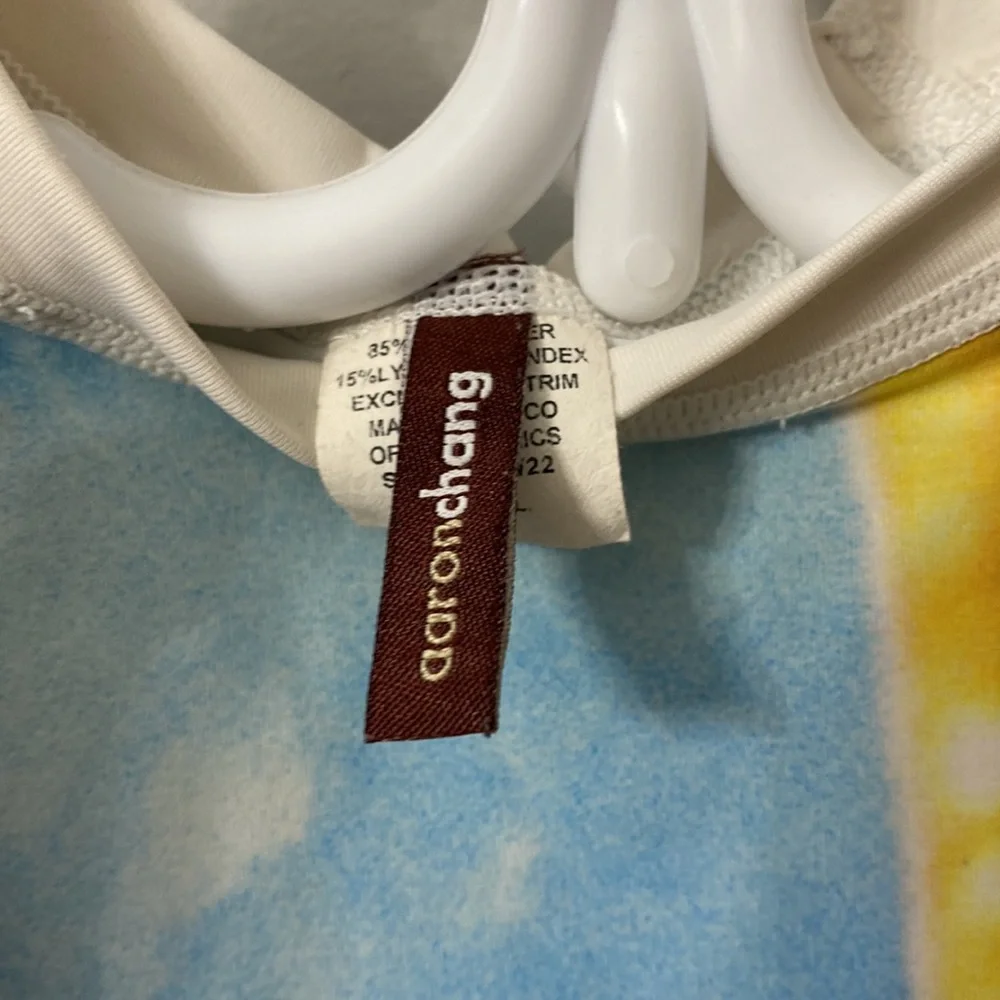 85% ER
15%LY NDEX
EXCL TRIM
MA CO
OF ICS
S 22
L
aaronchang